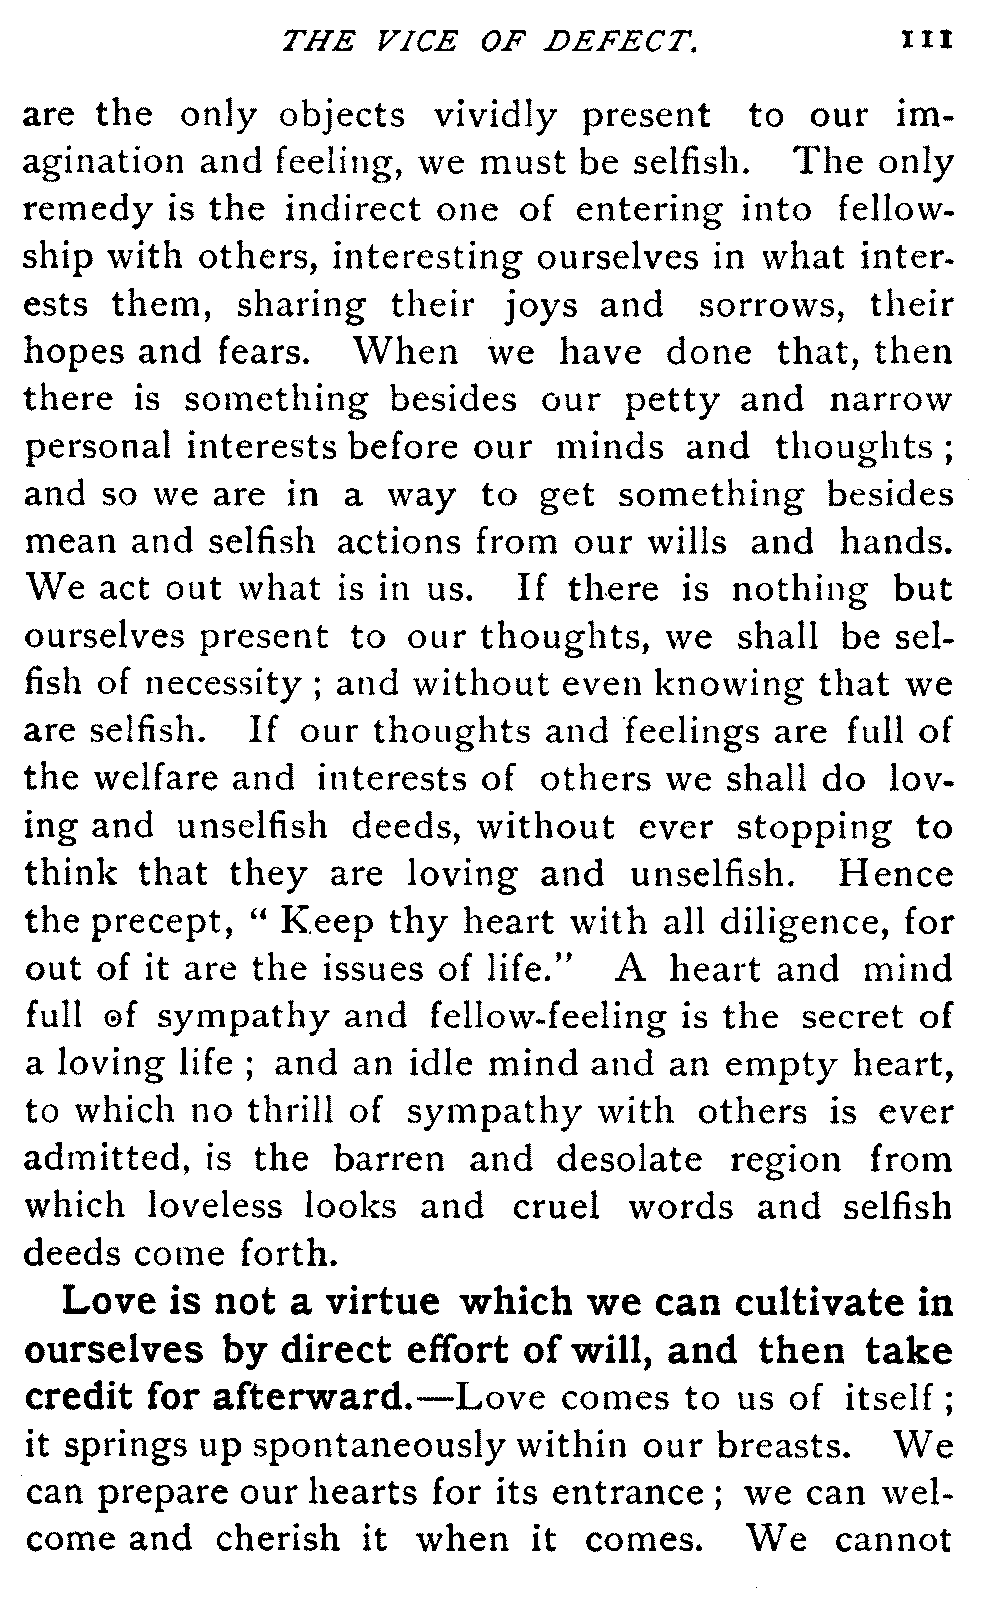 THE VICE OF DEFECT. 111
are the only objects vividly present to our im-
agination and feeling, we must be selfish. The only
remedy is the indirect one of entering into fellow-
ship with others, interesting ourselves in what inter-
ests them, sharing their joys and sorrows, their
hopes and fears. When we have done that, then
there is something besides our petty and narrow
personal interests before our minds and thoughts ;
and so we are in a way to get something besides
mean and selfish actions from our wills and hands.
We act out what is in us. If there is nothing but
ourselves present to our thoughts, we shall be sel-
fish of necessity ; and without even knowing that we
are selfish. If our thoughts and feelings are full of
the welfare and interests of others we shall do lov-
ing and unselfish deeds, without ever stopping to
think that they are loving and unselfish. Hence
the precept, “ Keep thy heart with all diligence, for
out of it are the issues of life.” A heart and mind
full of sympathy and fellow-feeling is the secret of
a loving life ; and an idle mind and an empty heart,
to which no thrill of sympathy with others is ever
admitted, is the barren and desolate region from
which loveless looks and cruel words and selfish
deeds come forth.
Love is not a virtue which we can cultivate in
ourselves by direct effort of will, and then take
credit for afterward.—Love comes to us of itself ;
it springs up spontaneously within our breasts. We
can prepare our hearts for its entrance ; we can wel-
come and cherish it when it comes. We cannot